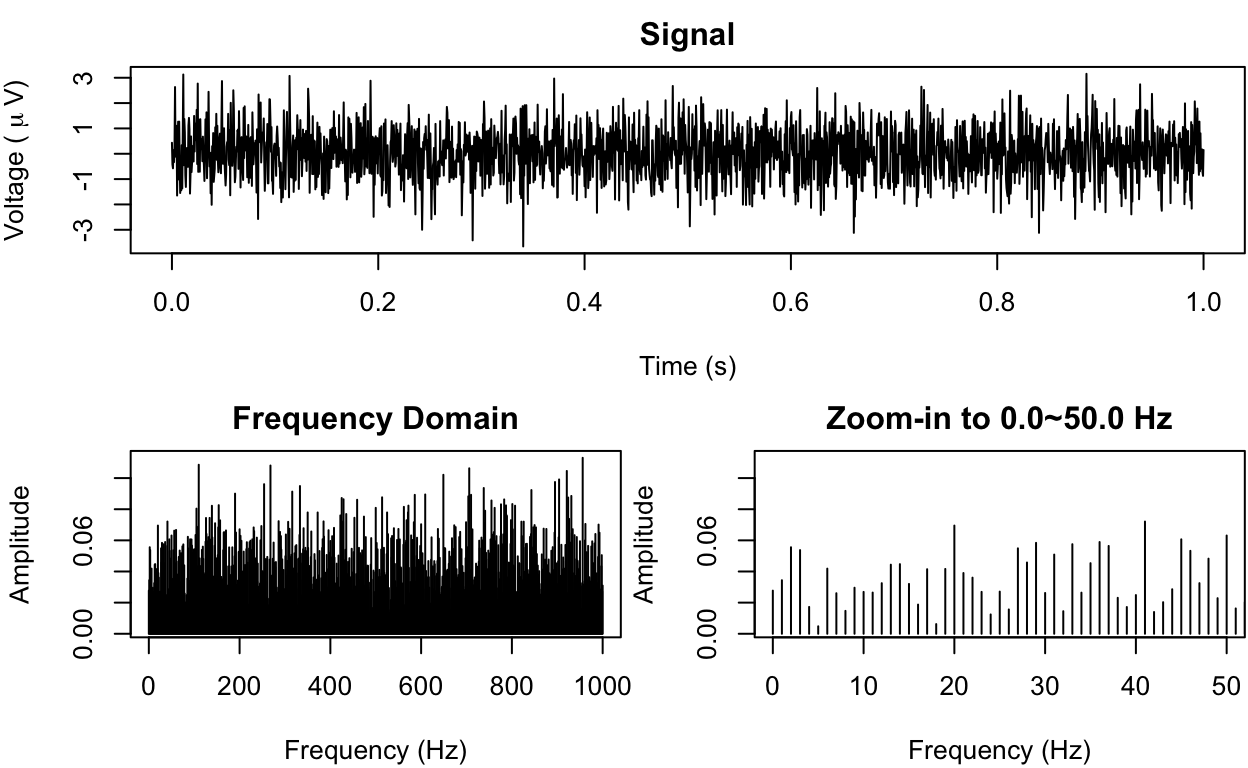 Signal
Voltage ( μ V)
3
1
-1
-3
0.0 0.2 0.4 0.6 0.8 1.0
Time (s)
Frequency Domain
Amplitude
0.06
0.00
0 200 400 600 800 1000
Frequency (Hz)
Zoom-in to 0.0~50.0 Hz
Amplitude
0.06
0.00
0 10 20 30 40 50
Frequency (Hz)